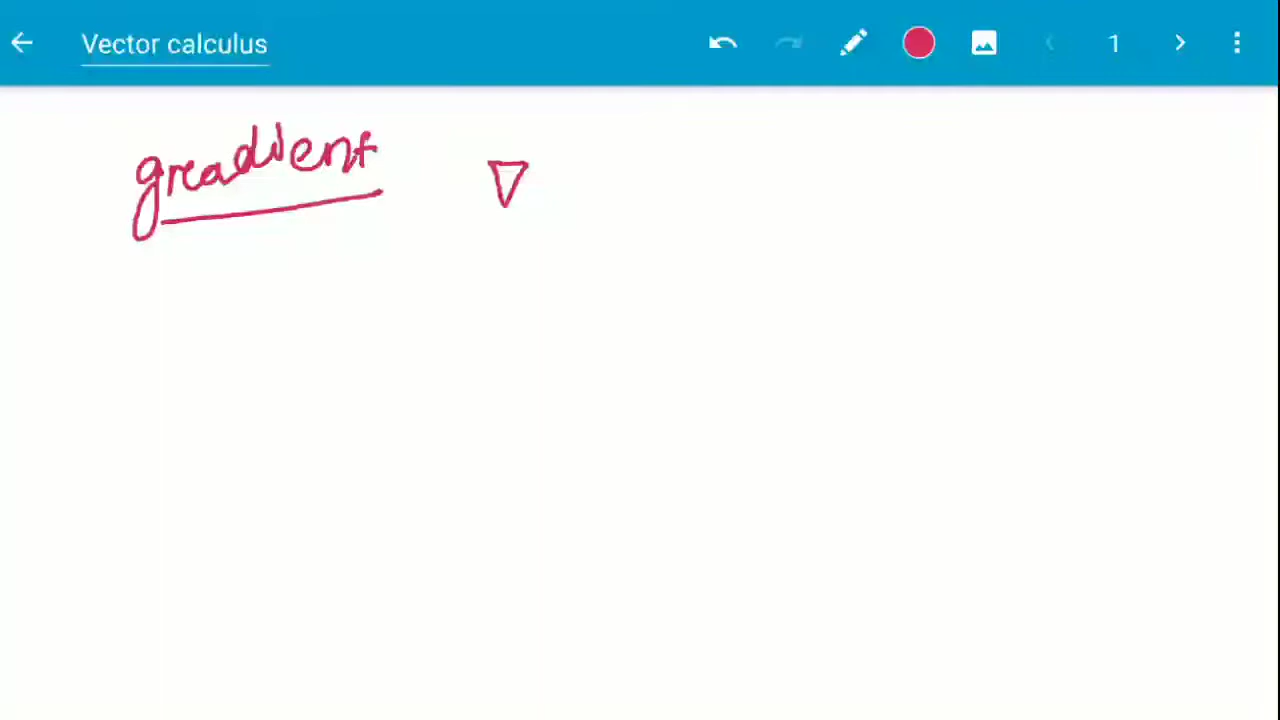 Vector calculus
1
gradient ∇